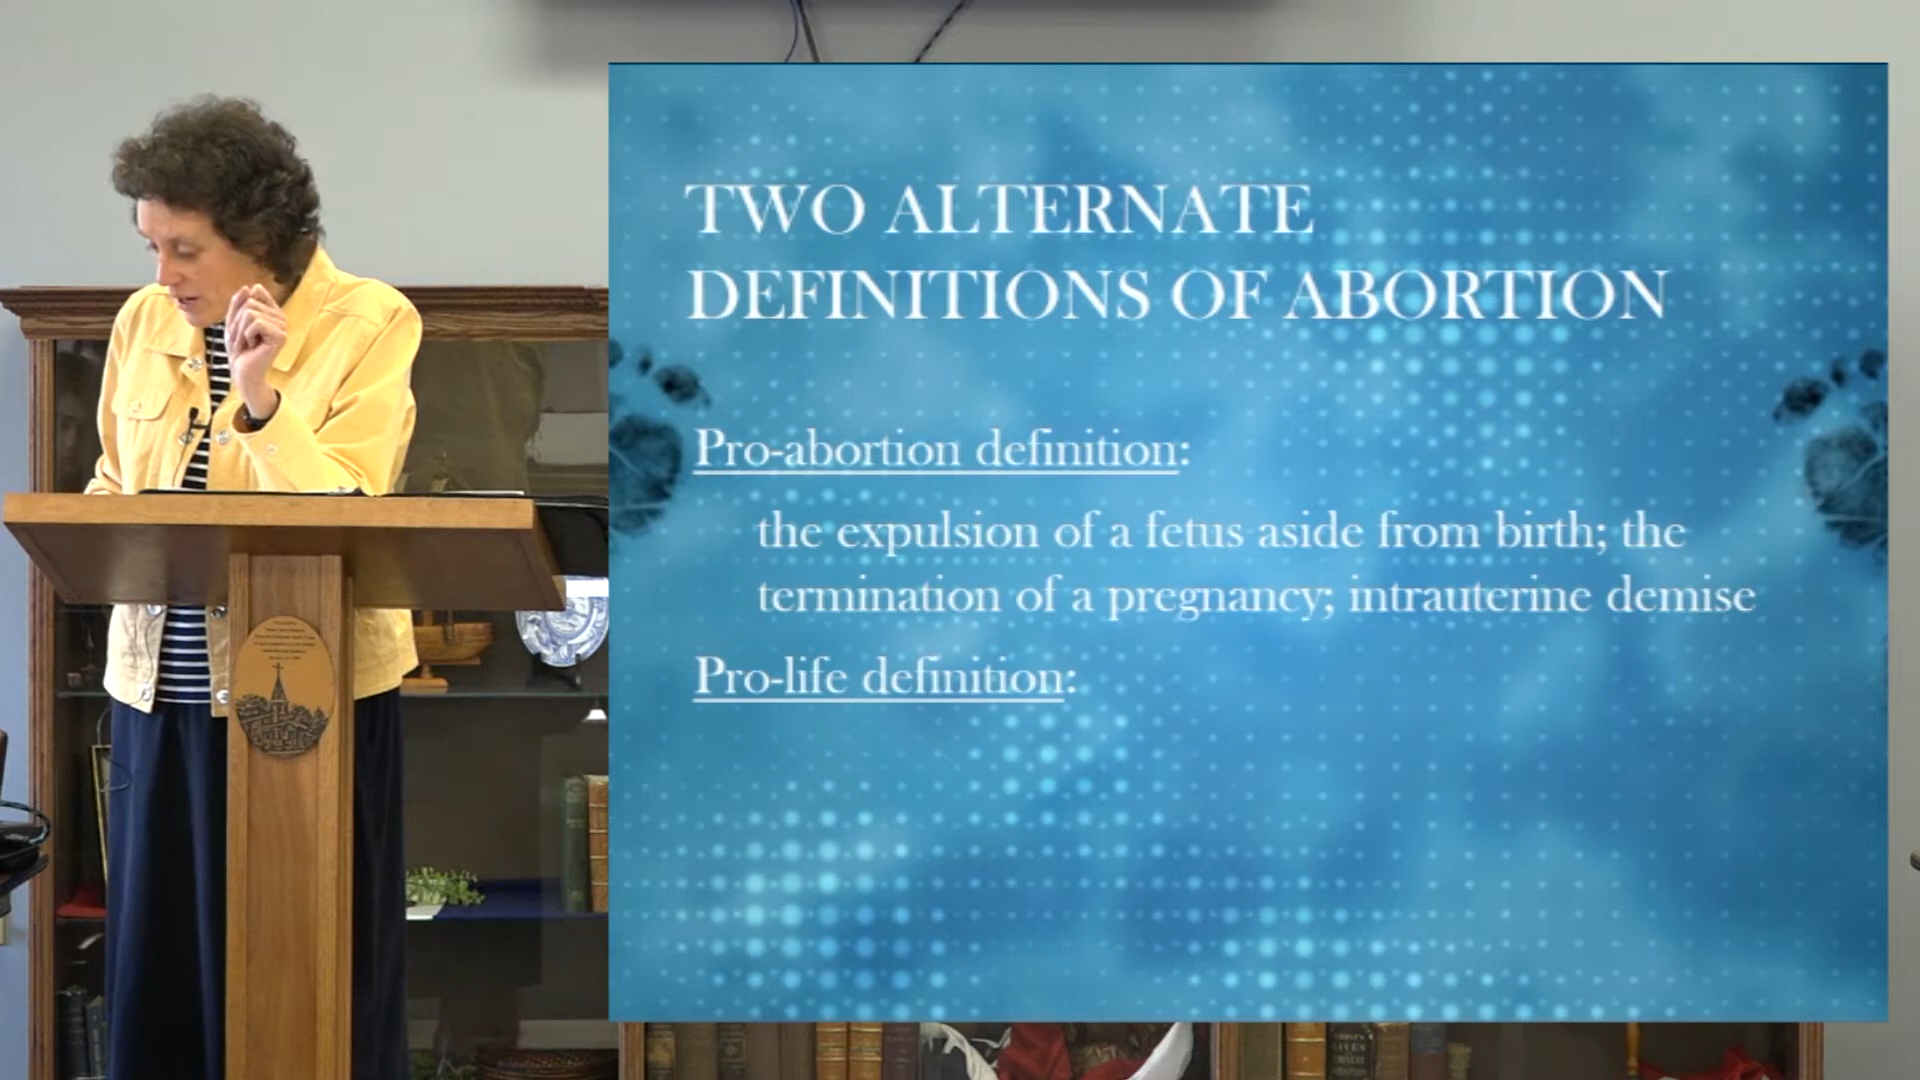 TWO ALTERNATE
DEFINITIONS OF ABORTION
Pro-abortion definition:
the expulsion of a fetus aside from birth; the
termination of a pregnancy; intrauterine demise
Pro-life definition: